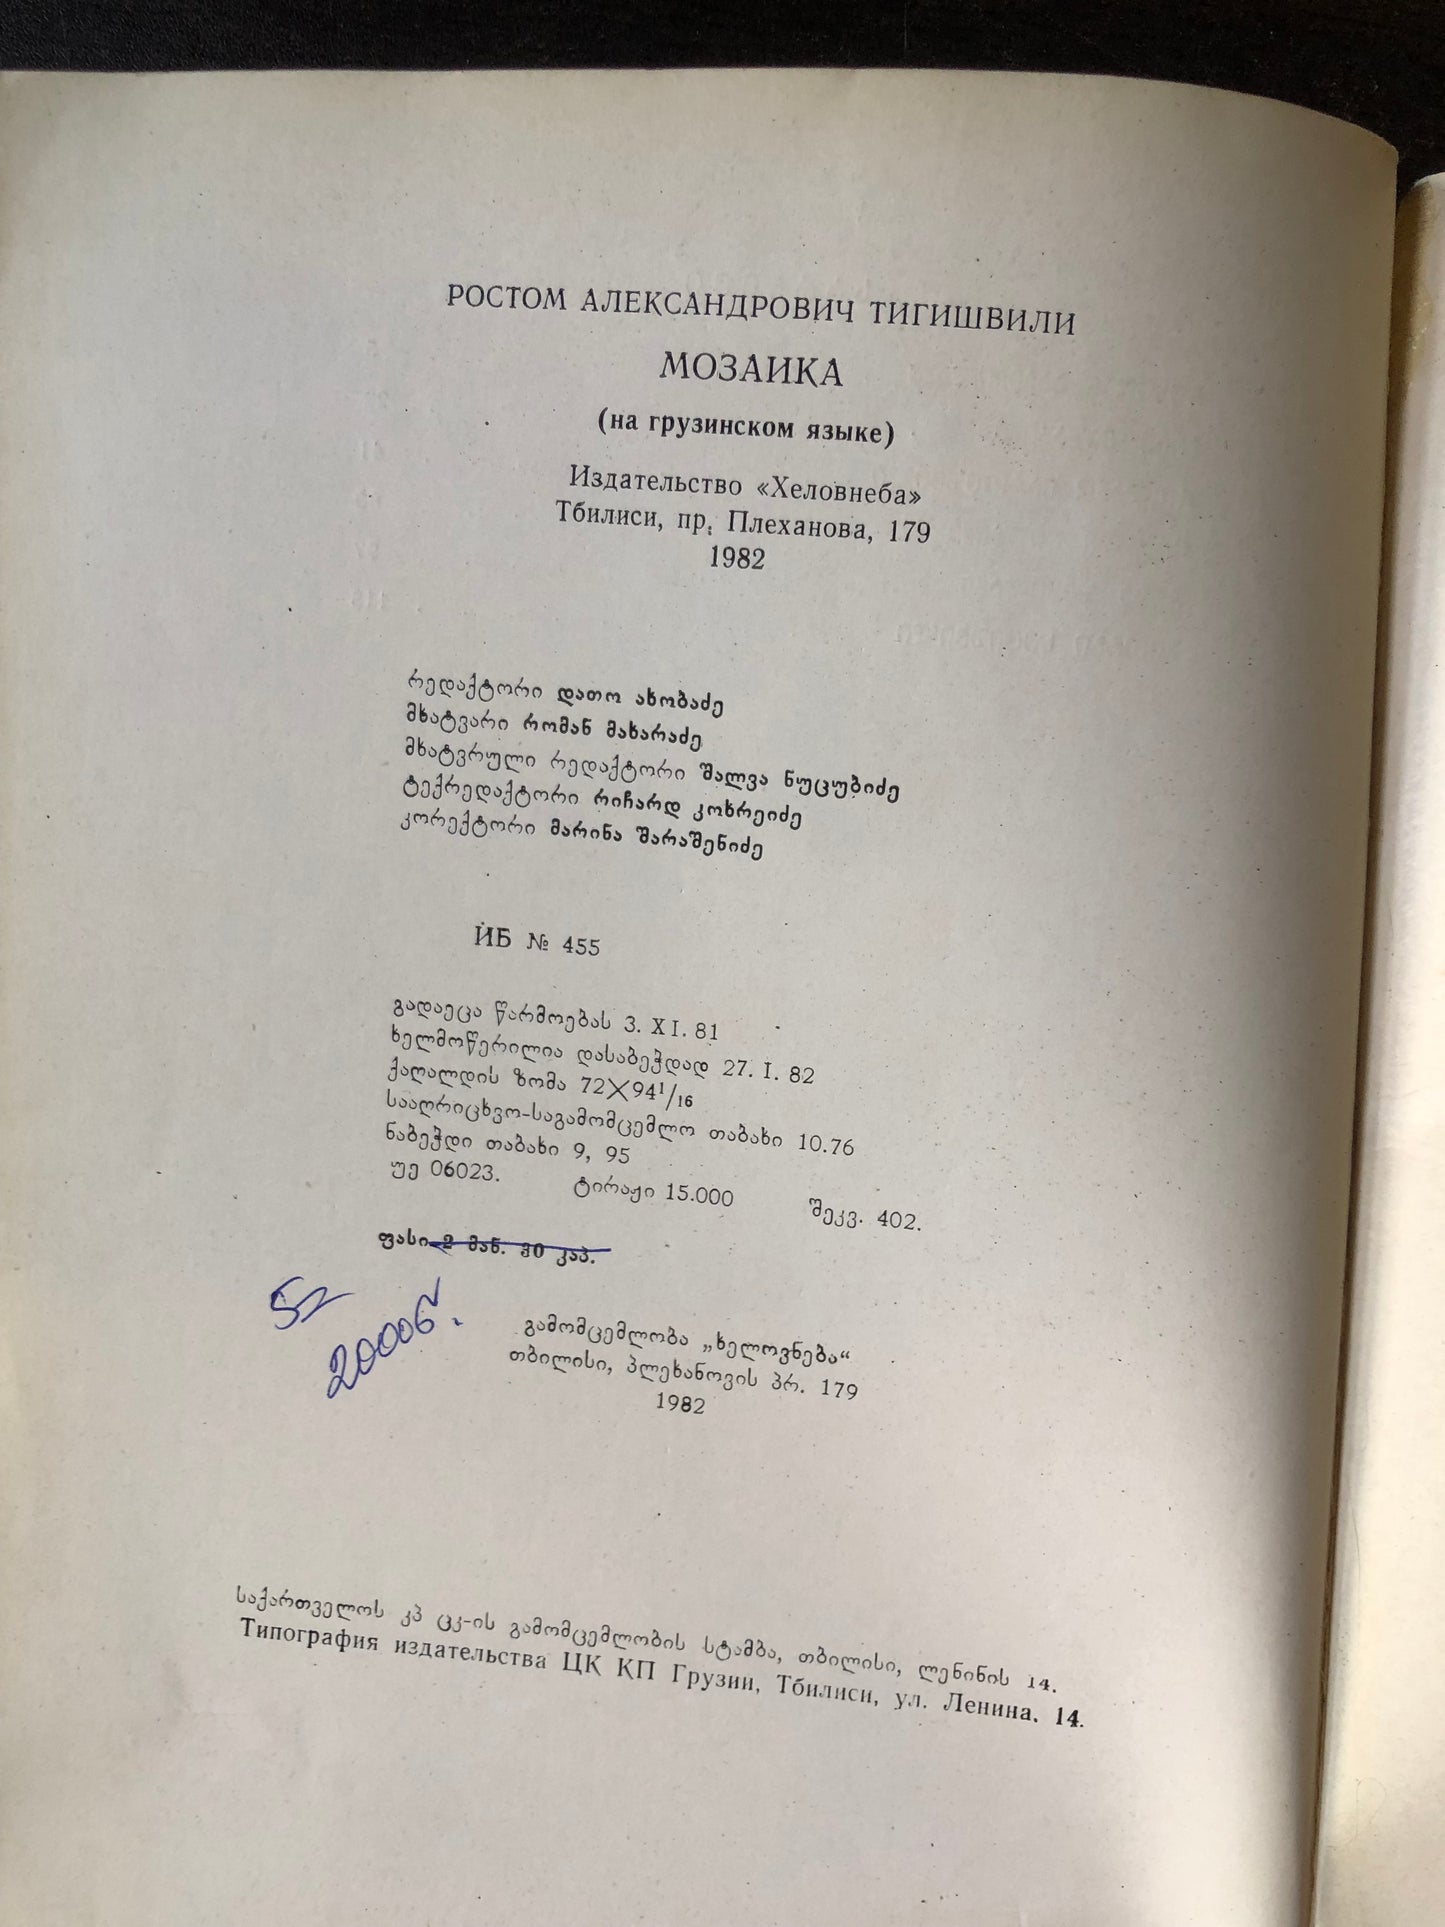 РОСТОМ АЛЕКСАНДРОВИЧ ТИГИШВИЛИ
МОЗАИКА
(на грузинском языке)
Издательство «Хеловнеба»
Тбилиси, пр. Плеханова, 179
1982
რედაქტორი დათო ახობაძე
მხატვარი რომან მახარაძე
მხატვრული რედაქტორი შალვა ნუცუბიძე
ტექრედაქტორი რიჩარდ კოხრეიძე
კორექტორი მარინა შარაშენიძე
ИБ № 455
გადაეცა წარმოებას 3. XI. 81
ხელმოწერილია დასაბეჭდად 27. I. 82
ქაღალდის ზომა 72X94¹/₁₆
სააღრიცხვო-საგამომცემლო თაბახი 10.76
ნაბეჭდი თაბახი 9, 95
უე 06023. ტირაჟი 15.000 შეკვ. 402.
ფასი 2 მან. 30 კაპ.
გამომცემლობა „ხელოვნება“
თბილისი, პლეხანოვის პრ. 179
1982
საქართველოს კპ ცკ-ის გამომცემლობის სტამბა, თბილისი, ლენინის 14.
Типография издательства ЦК КП Грузии, Тбилиси, ул. Ленина. 14.